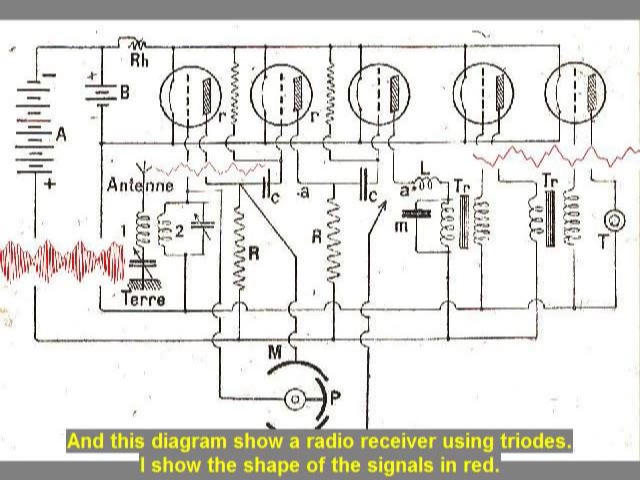 Rh
B
A
r
r
Antenne
c
a
c
a
L
Tr
Tr
1
2
R
R
m
T
Terre
M
P
And this diagram show a radio receiver using triodes.
I show the shape of the signals in red.